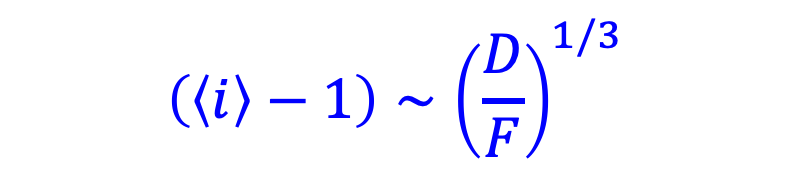 (⟨i⟩ − 1) ~ (D/F)^{1/3}